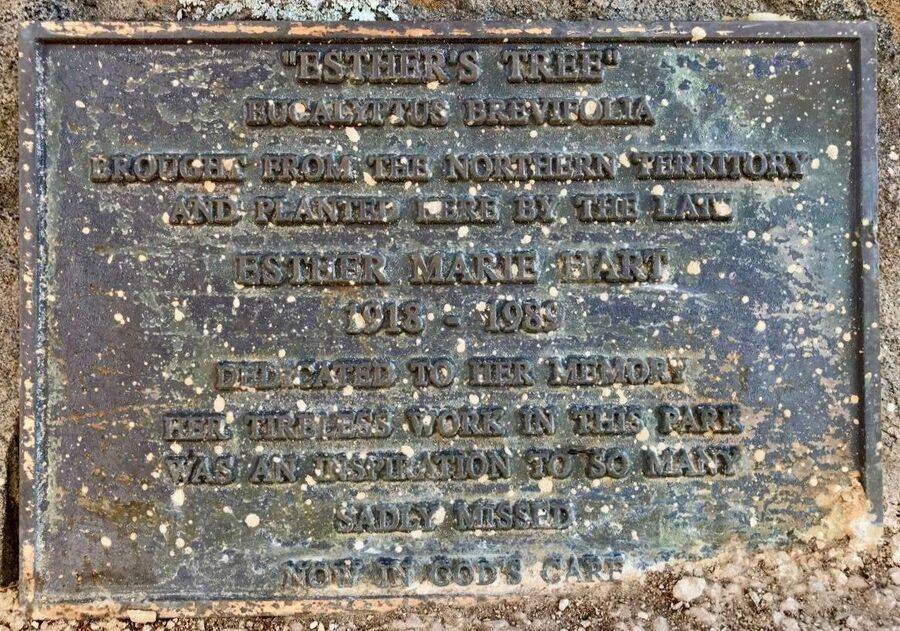 "ESTHER'S TREE"
EUCALYPTUS BREVIFOLIA
BROUGHT FROM THE NORTHERN TERRITORY
AND PLANTED HERE BY THE LATE
ESTHER MARIE HART
1918 - 1989
DEDICATED TO HER MEMORY
HER TIRELESS WORK IN THIS PARK
WAS AN INSPIRATION TO SO MANY
SADLY MISSED
NOW IN GOD'S CARE